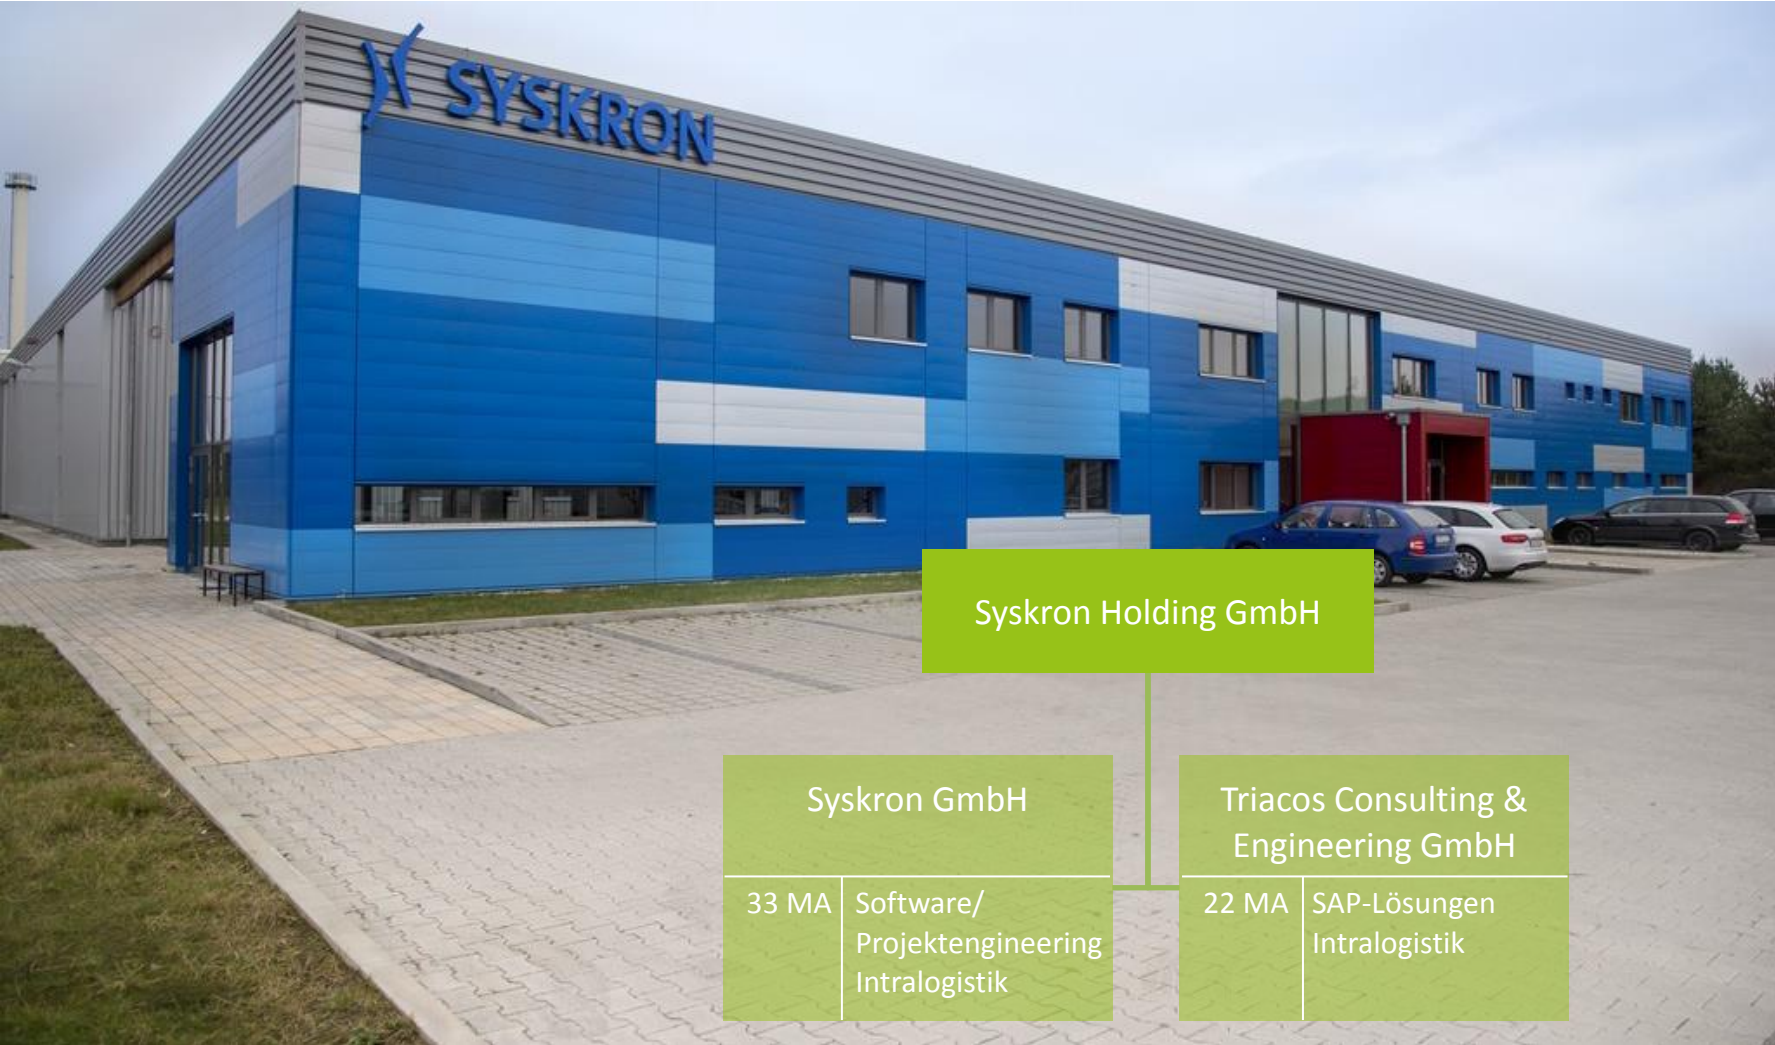 SYSKRON
Syskron Holding GmbH
Syskron GmbH
33 MA
Software/
Projektengineering
Intralogistik
Triacos Consulting &
Engineering GmbH
22 MA
SAP-Lösungen
Intralogistik